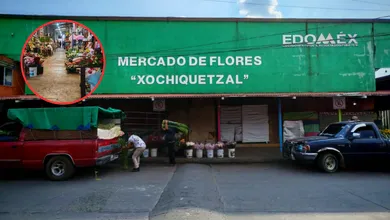 EDOMÉX
MERCADO DE FLORES
"XOCHIQUETZAL"